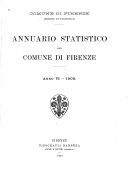 COMUNE DI FIRENZE
ANNUARIO STATISTICO
DEL
COMUNE DI FIRENZE
ANNO VI - 1908.
FIRENZE
TIPOGRAFIA BARBÈRA